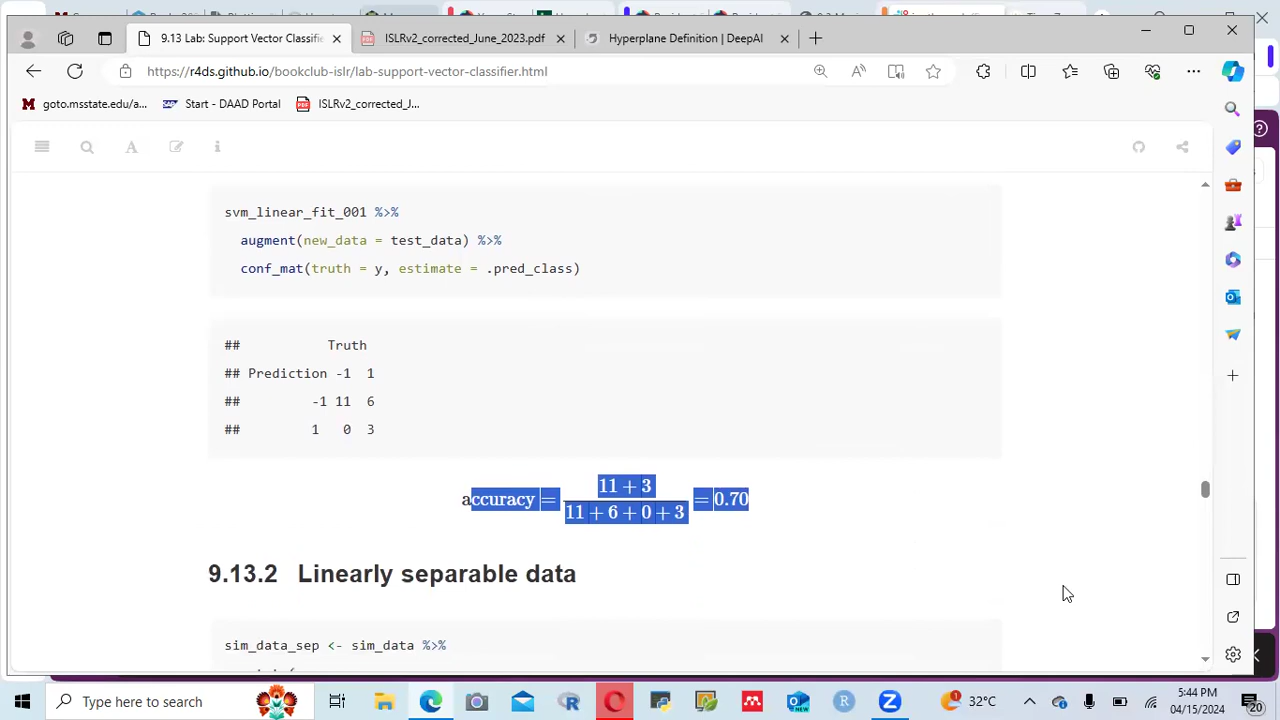 9.13 Lab: Support Vector Classifi
ISLRv2_corrected_June_2023.pdf
Hyperplane Definition | DeepAI
https://r4ds.github.io/bookclub-islr/lab-support-vector-classifier.html
goto.msstate.edu/a...
Start - DAAD Portal
ISLRv2_corrected_J...
svm_linear_fit_001 %>%
augment(new_data = test_data) %>%
conf_mat(truth = y, estimate = .pred_class)
## Truth
## Prediction -1 1
## -1 11 6
## 1 0 3
accuracy = 11 + 3 / 11 + 6 + 0 + 3 = 0.70
9.13.2 Linearly separable data
sim_data_sep <- sim_data %>%
Type here to search
32°C
5:44 PM
04/15/2024
20